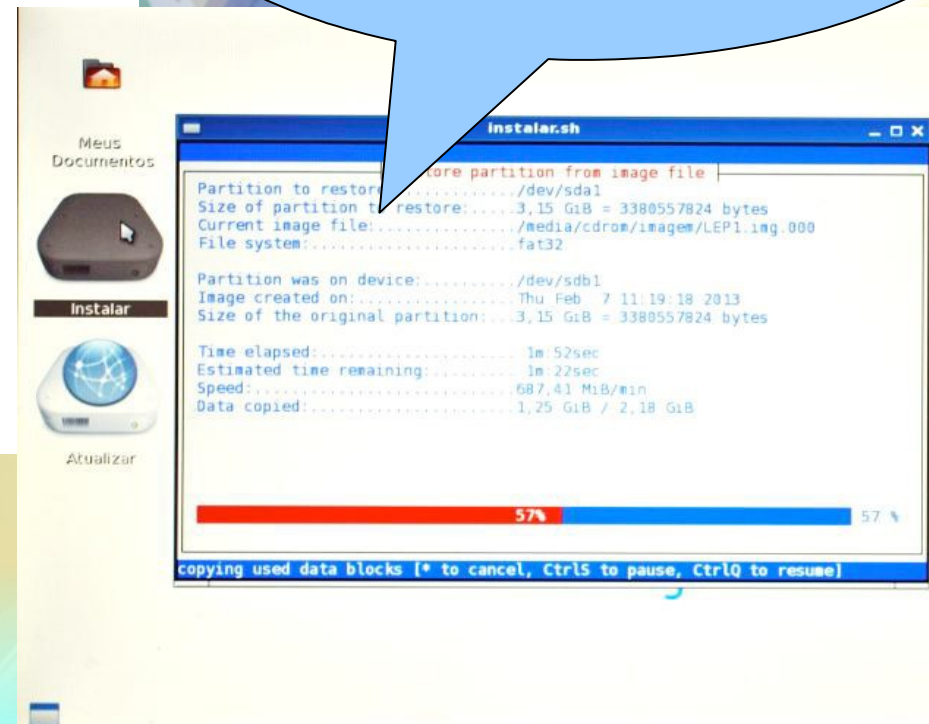 Meus
Documentos
Instalar
Atualizar
instalar.sh
tore partition from image file
Partition to restore:............/dev/sda1
Size of partition to restore:.....3,15 GiB = 3380557824 bytes
Current image file:...............​/media/cdrom/imagem/LEP1.img.000
File system:......................fat32
Partition was on device:..........​/dev/sdb1
Image created on:.................Thu Feb  7 11:19:18 2013
Size of the original partition:...3,15 GiB = 3380557824 bytes
Time elapsed:..................... 1m:52sec
Estimated time remaining:......... 1m:22sec
Speed:............................687,41 MiB/min
Data copied:......................1,25 GiB / 2,18 GiB
57% 57 %
copying used data blocks [* to cancel, CtrlS to pause, CtrlQ to resume]